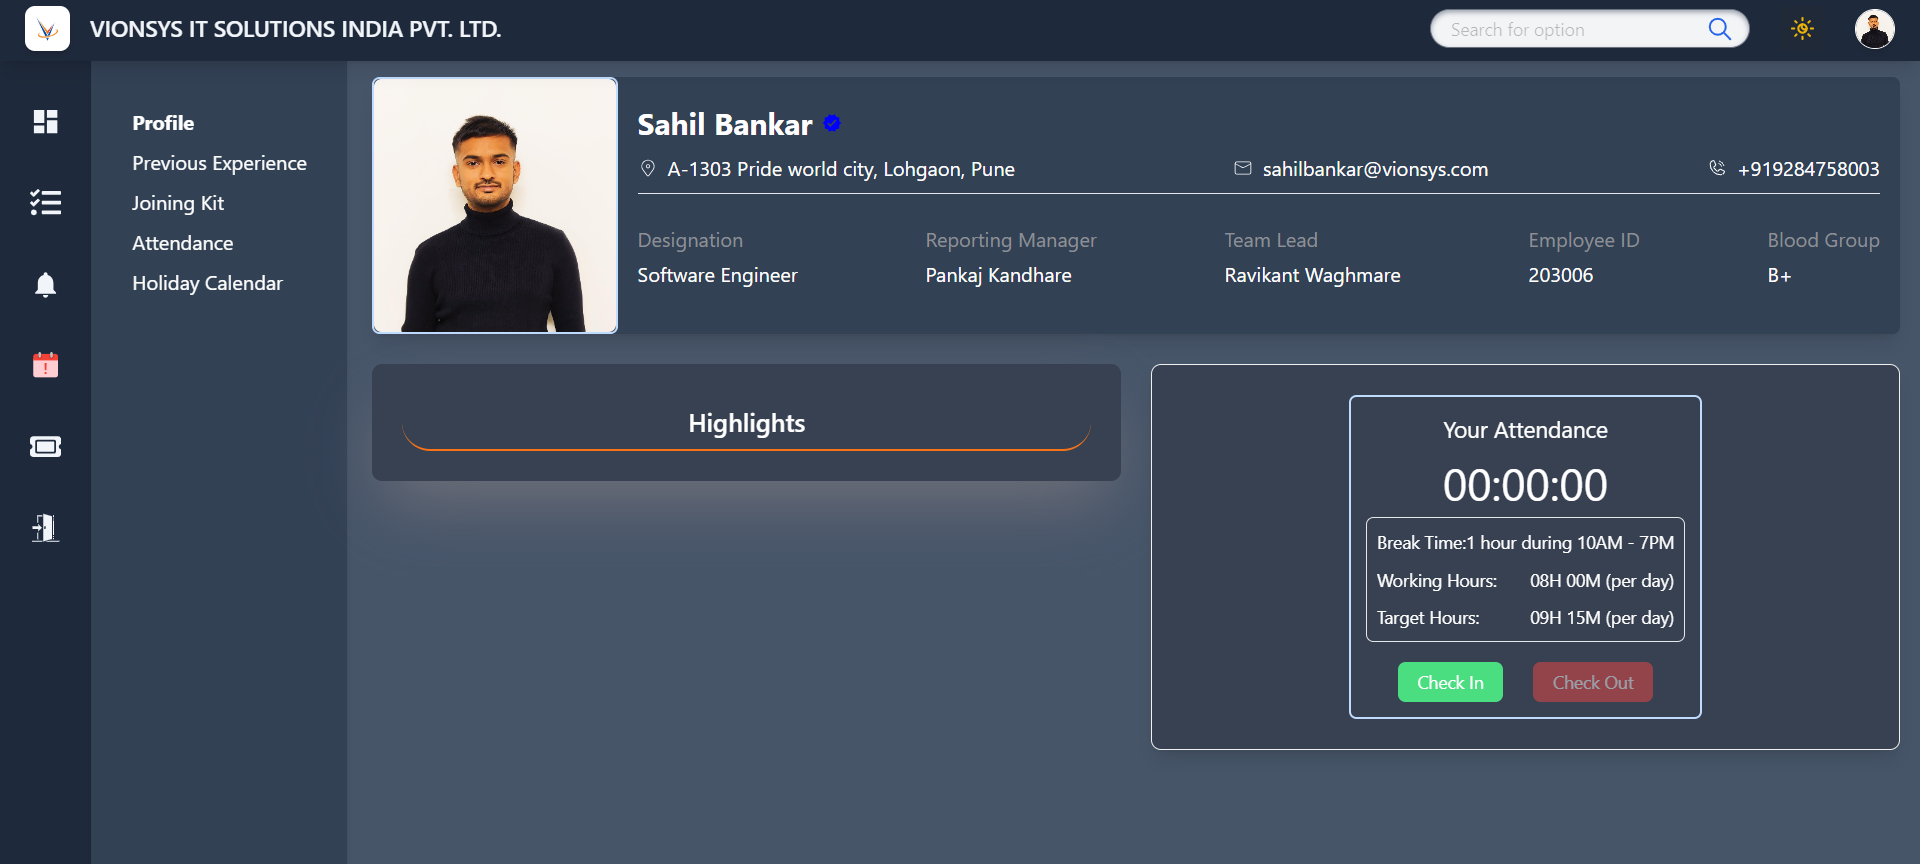 VIONSYS IT SOLUTIONS INDIA PVT. LTD.
Search for option
Profile
Previous Experience
Joining Kit
Attendance
Holiday Calendar
Sahil Bankar
A-1303 Pride world city, Lohgaon, Pune
sahilbankar@vionsys.com
+919284758003
Designation
Software Engineer
Reporting Manager
Pankaj Kandhare
Team Lead
Ravikant Waghmare
Employee ID
203006
Blood Group
B+
Highlights
Your Attendance
00:00:00
Break Time:1 hour during 10AM - 7PM
Working Hours: 08H 00M (per day)
Target Hours: 09H 15M (per day)
Check In
Check Out